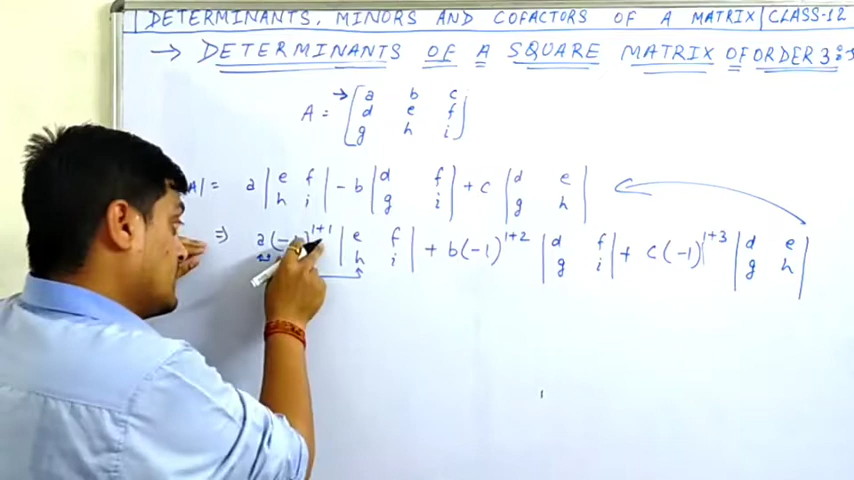 DETERMINANTS, MINORS AND COFACTORS OF A MATRIX | CLASS-12
→ DETERMINANTS OF A SQUARE MATRIX OF ORDER 3 :→
→ a b c
A = d e f
g h i
A| = a |e f| - b |d f| + c |d e|
|h i| |g i| |g h|
⇒ a(-1)^{1+1} |e f| + b(-1)^{1+2} |d f| + c(-1)^{1+3} |d e|
|h i| |g i| |g h|